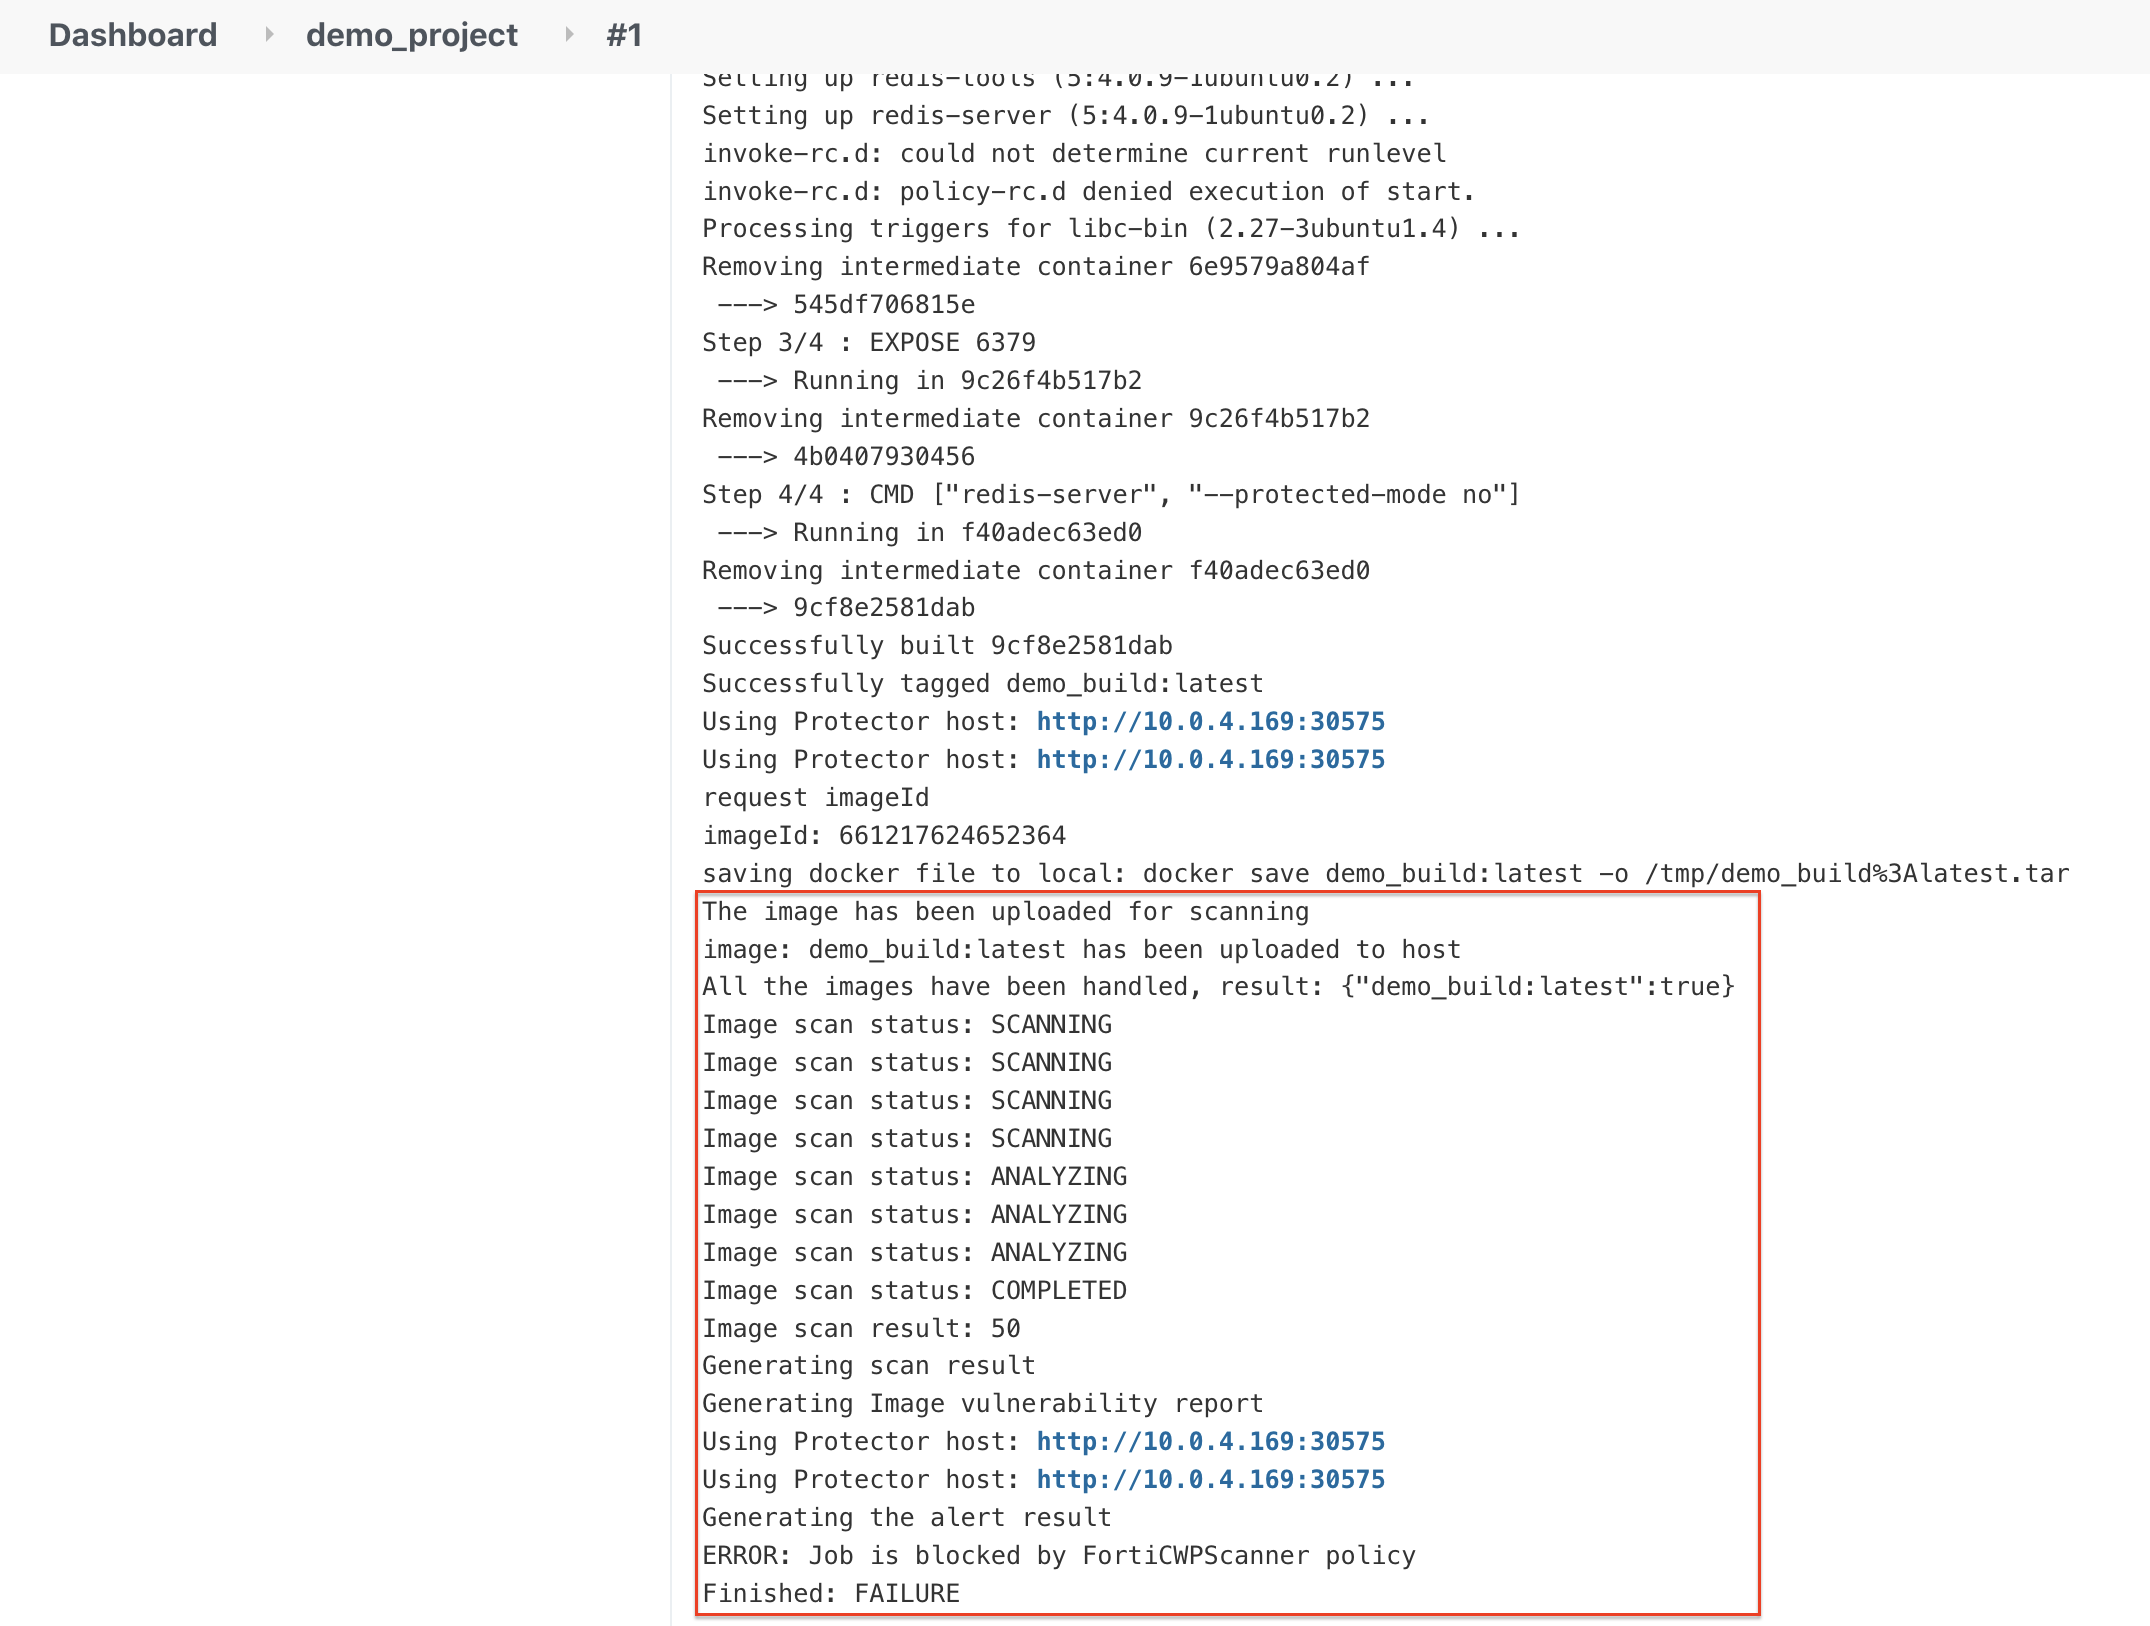 Dashboard demo_project #1
Setting up redis-tools (5:4.0.9-1ubuntu0.2) ...
Setting up redis-server (5:4.0.9-1ubuntu0.2) ...
invoke-rc.d: could not determine current runlevel
invoke-rc.d: policy-rc.d denied execution of start.
Processing triggers for libc-bin (2.27-3ubuntu1.4) ...
Removing intermediate container 6e9579a804af
 ---> 545df706815e
Step 3/4 : EXPOSE 6379
 ---> Running in 9c26f4b517b2
Removing intermediate container 9c26f4b517b2
 ---> 4b0407930456
Step 4/4 : CMD ["redis-server", "--protected-mode no"]
 ---> Running in f40adec63ed0
Removing intermediate container f40adec63ed0
 ---> 9cf8e2581dab
Successfully built 9cf8e2581dab
Successfully tagged demo_build:latest
Using Protector host: http://10.0.4.169:30575
Using Protector host: http://10.0.4.169:30575
request imageId
imageId: 661217624652364
saving docker file to local: docker save demo_build:latest -o /tmp/demo_build%3Alatest.tar
The image has been uploaded for scanning
image: demo_build:latest has been uploaded to host
All the images have been handled, result: {"demo_build:latest":true}
Image scan status: SCANNING
Image scan status: SCANNING
Image scan status: SCANNING
Image scan status: SCANNING
Image scan status: ANALYZING
Image scan status: ANALYZING
Image scan status: ANALYZING
Image scan status: COMPLETED
Image scan result: 50
Generating scan result
Generating Image vulnerability report
Using Protector host: http://10.0.4.169:30575
Using Protector host: http://10.0.4.169:30575
Generating the alert result
ERROR: Job is blocked by FortiCWPScanner policy
Finished: FAILURE